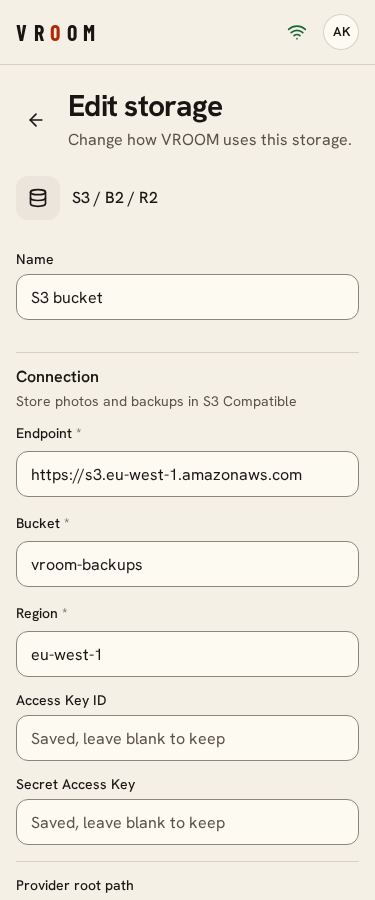 VROOM
AK
Edit storage
Change how VROOM uses this storage.
S3 / B2 / R2
Name
S3 bucket
Connection
Store photos and backups in S3 Compatible
Endpoint *
https://s3.eu-west-1.amazonaws.com
Bucket *
vroom-backups
Region *
eu-west-1
Access Key ID
Saved, leave blank to keep
Secret Access Key
Saved, leave blank to keep
Provider root path